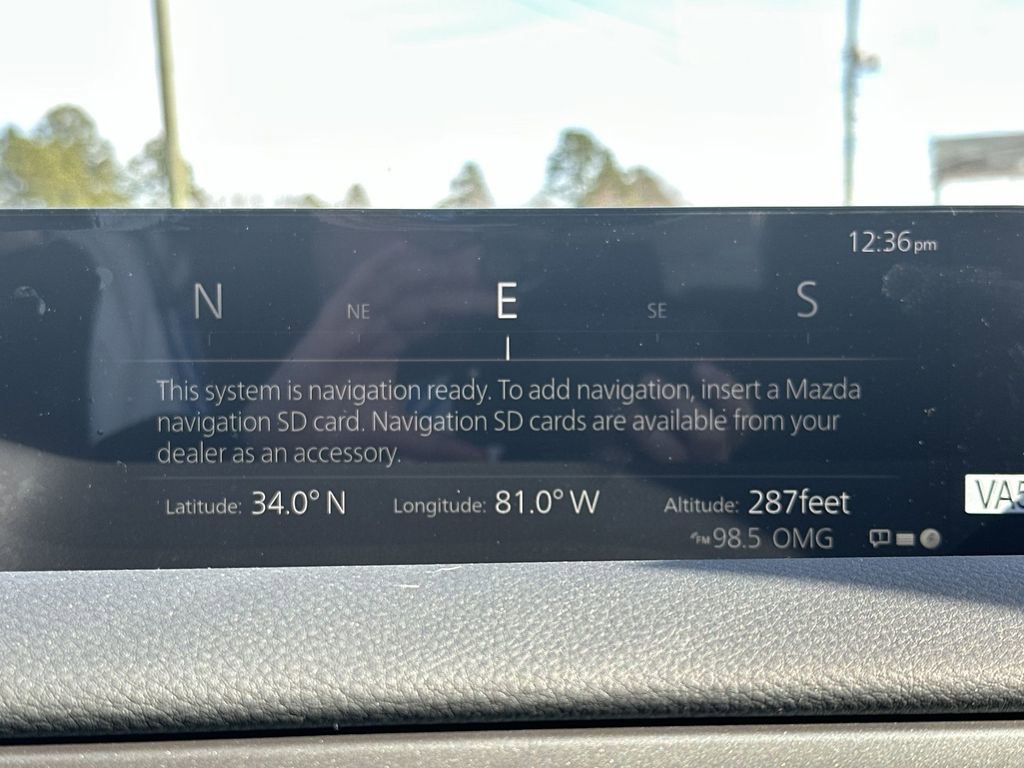 12:36pm
N NE E SE S
This system is navigation ready. To add navigation, insert a Mazda
navigation SD card. Navigation SD cards are available from your
dealer as an accessory.
Latitude: 34.0° N Longitude: 81.0° W Altitude: 287feet
FM 98.5 OMG